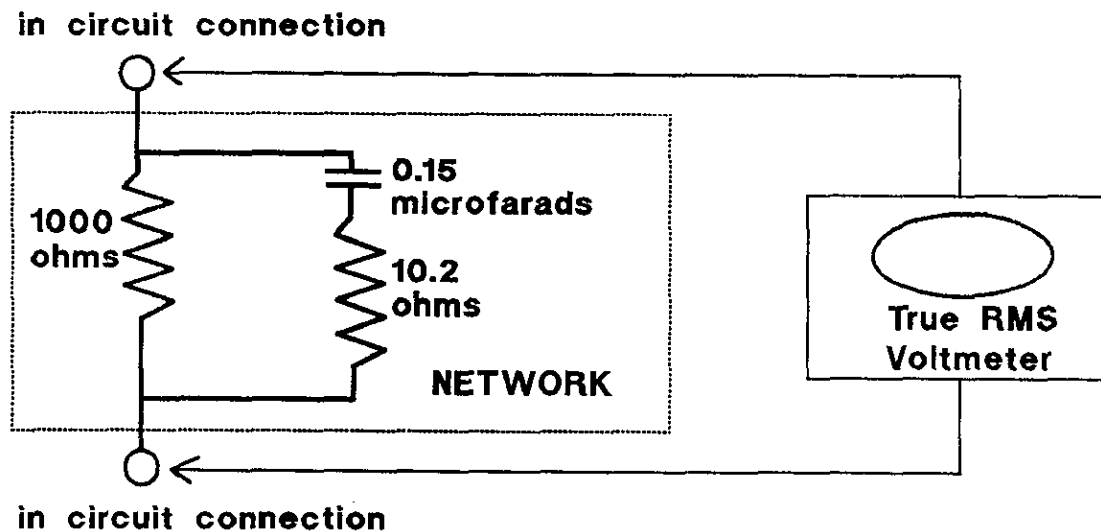 in circuit connection
0.15
microfarads
1000
ohms
10.2
ohms
NETWORK
True RMS
Voltmeter
in circuit connection